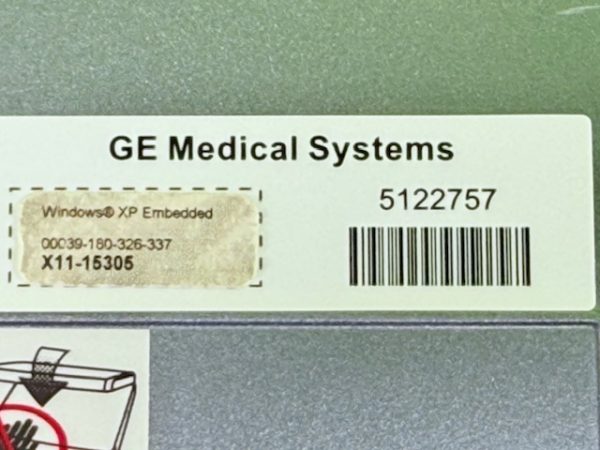 GE Medical Systems
Windows® XP Embedded
00039-180-326-337
X11-15305
5122757